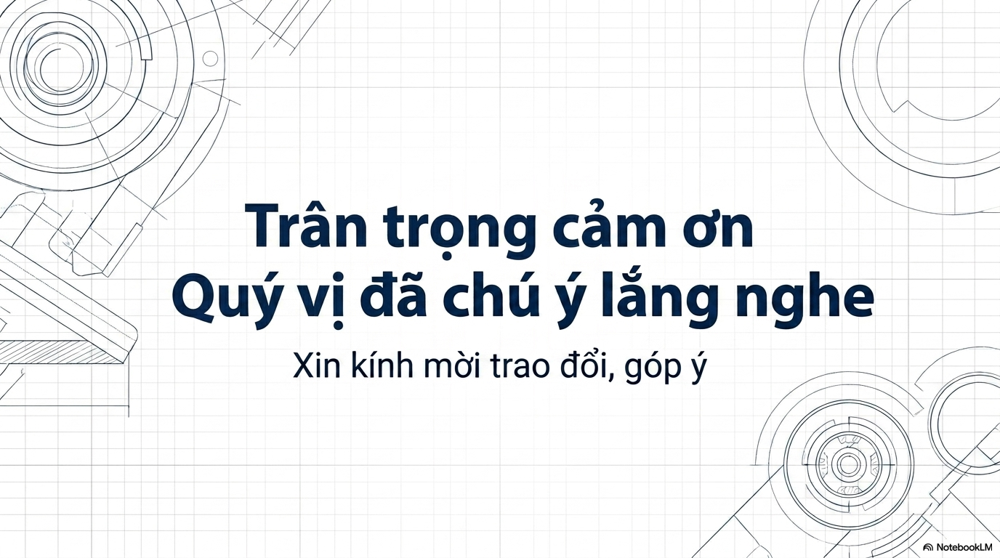 Trân trọng cảm ơn
Quý vị đã chú ý lắng nghe
Xin kính mời trao đổi, góp ý
NotebookLM